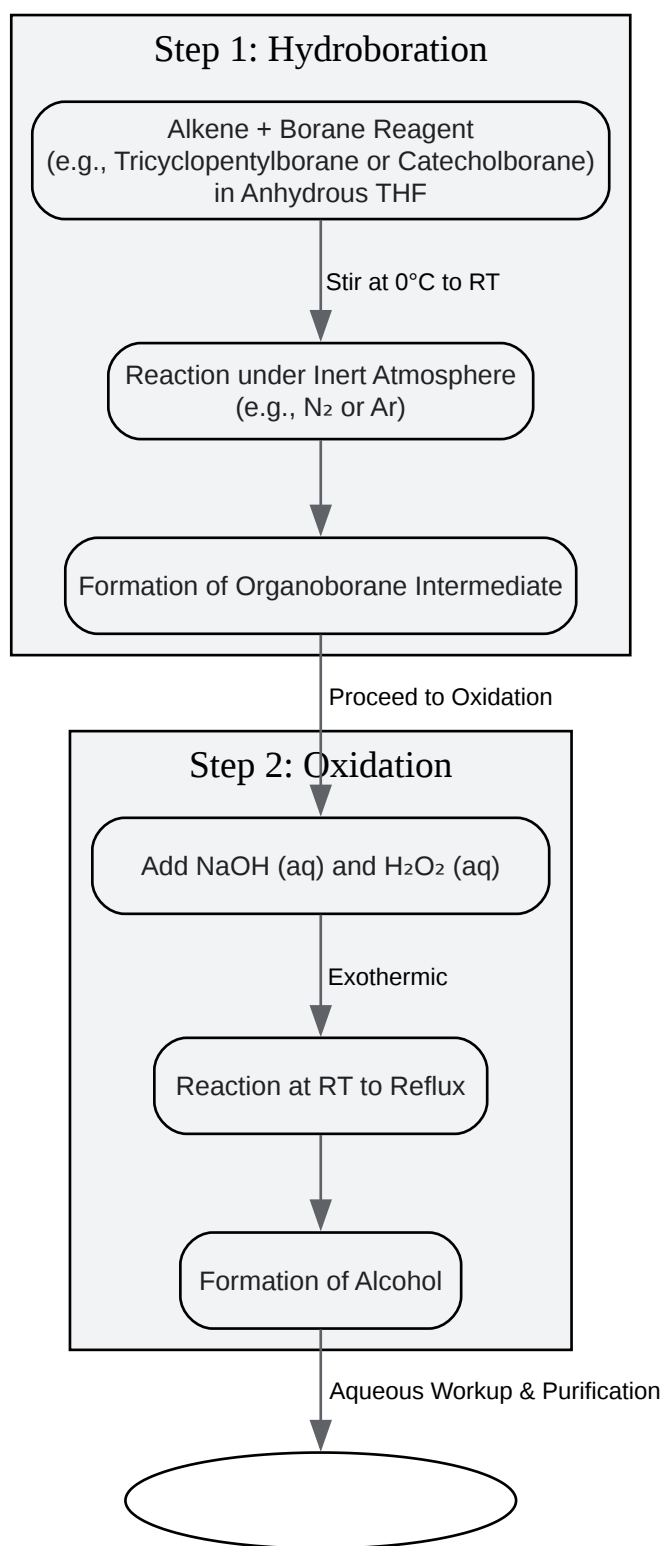 Step 1: Hydroboration
Alkene + Borane Reagent
(e.g., Tricyclopentylborane or Catecholborane)
in Anhydrous THF
Stir at 0°C to RT
Reaction under Inert Atmosphere
(e.g., N₂ or Ar)
Formation of Organoborane Intermediate
Proceed to Oxidation
Step 2: Oxidation
Add NaOH (aq) and H₂O₂ (aq)
Exothermic
Reaction at RT to Reflux
Formation of Alcohol
Aqueous Workup & Purification